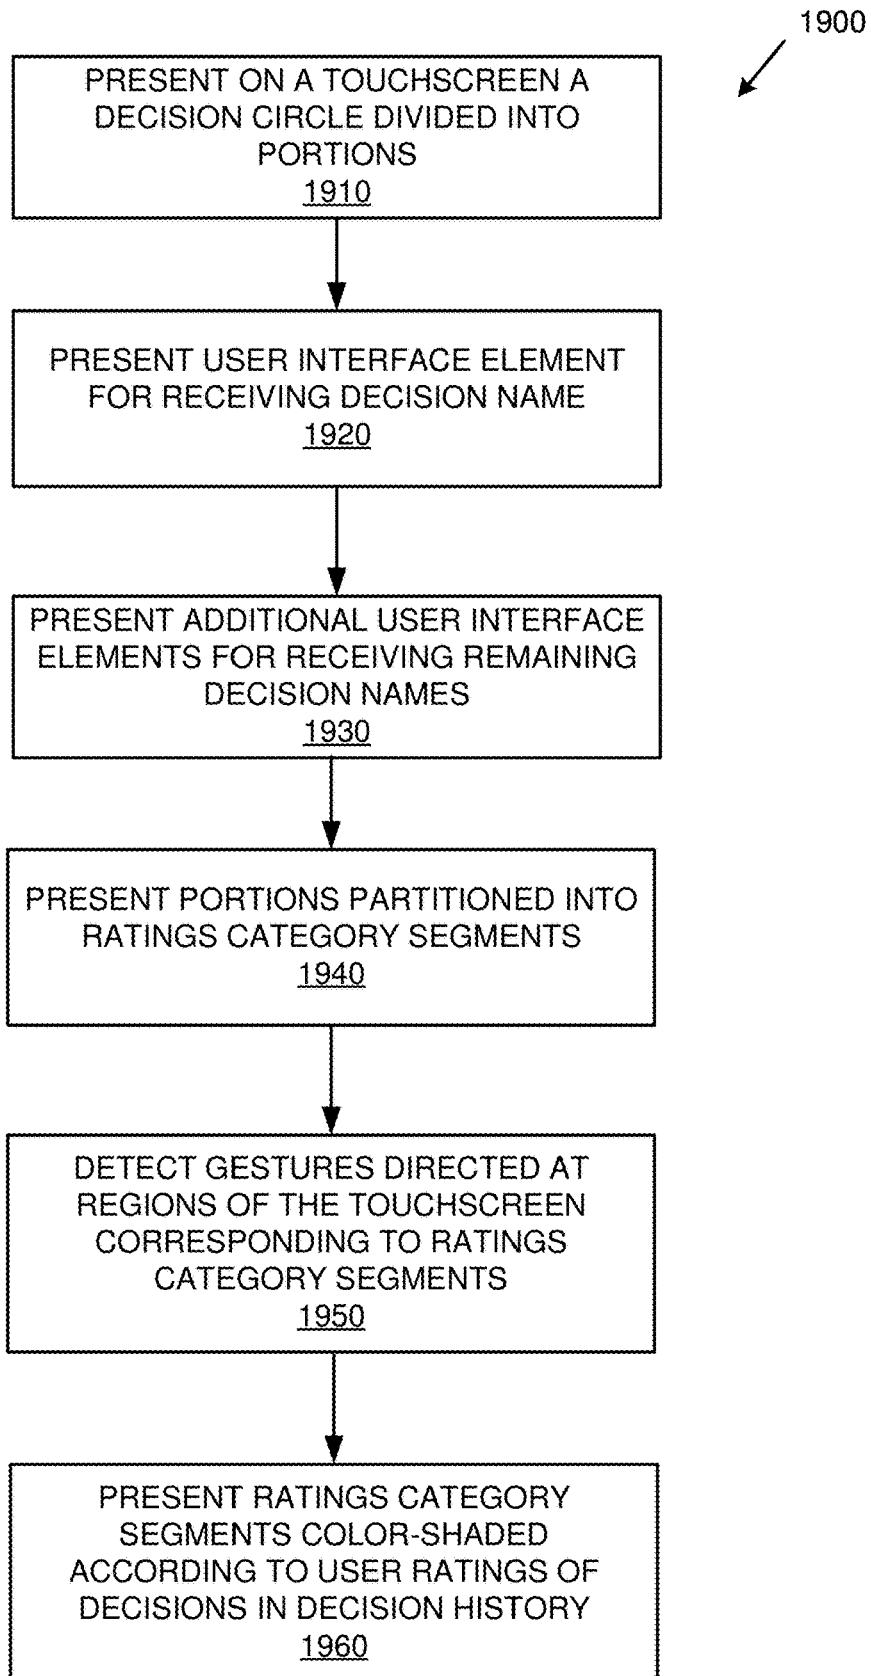 1900
PRESENT ON A TOUCHSCREEN A
DECISION CIRCLE DIVIDED INTO
PORTIONS
1910
PRESENT USER INTERFACE ELEMENT
FOR RECEIVING DECISION NAME
1920
PRESENT ADDITIONAL USER INTERFACE
ELEMENTS FOR RECEIVING REMAINING
DECISION NAMES
1930
PRESENT PORTIONS PARTITIONED INTO
RATINGS CATEGORY SEGMENTS
1940
DETECT GESTURES DIRECTED AT
REGIONS OF THE TOUCHSCREEN
CORRESPONDING TO RATINGS
CATEGORY SEGMENTS
1950
PRESENT RATINGS CATEGORY
SEGMENTS COLOR-SHADED
ACCORDING TO USER RATINGS OF
DECISIONS IN DECISION HISTORY
1960